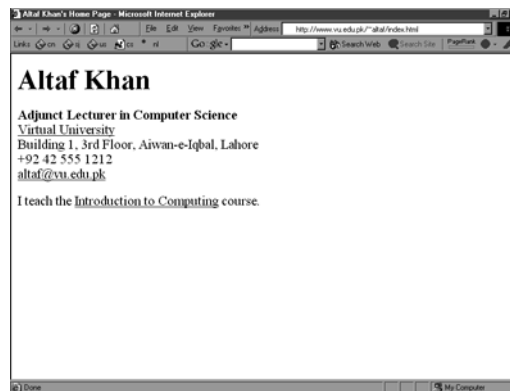 Altaf Khan's Home Page - Microsoft Internet Explorer
File Edit View Favorites » Address http://www.vu.edu.pk/~altaf/index.html
Links Go Search Web Search Site PageRank
Altaf Khan
Adjunct Lecturer in Computer Science
Virtual University
Building 1, 3rd Floor, Aiwan-e-Iqbal, Lahore
+92 42 555 1212
altaf@vu.edu.pk
I teach the Introduction to Computing course.
Done My Computer